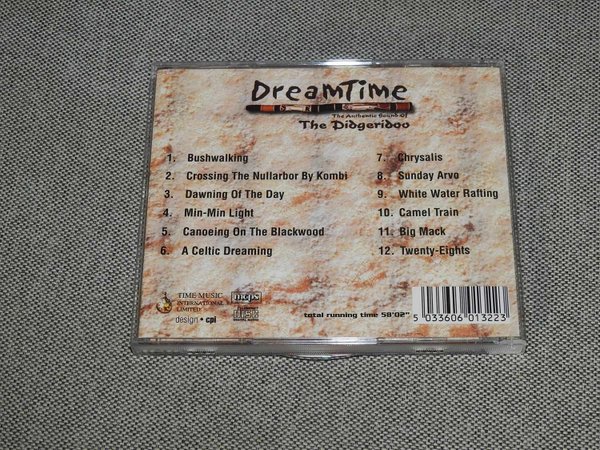 DreamTime
The Authentic Sound Of
The Didgeridoo
1. Bushwalking
2. Crossing The Nullarbor By Kombi
3. Dawning Of The Day
4. Min-Min Light
5. Canoeing On The Blackwood
6. A Celtic Dreaming
7. Chrysalis
8. Sunday Arvo
9. White Water Rafting
10. Camel Train
11. Big Mack
12. Twenty-Eights
TIME MUSIC
INTERNATIONAL
LIMITED
design • cpi
mcps
disc
total running time 58'02"
5 033606 013223